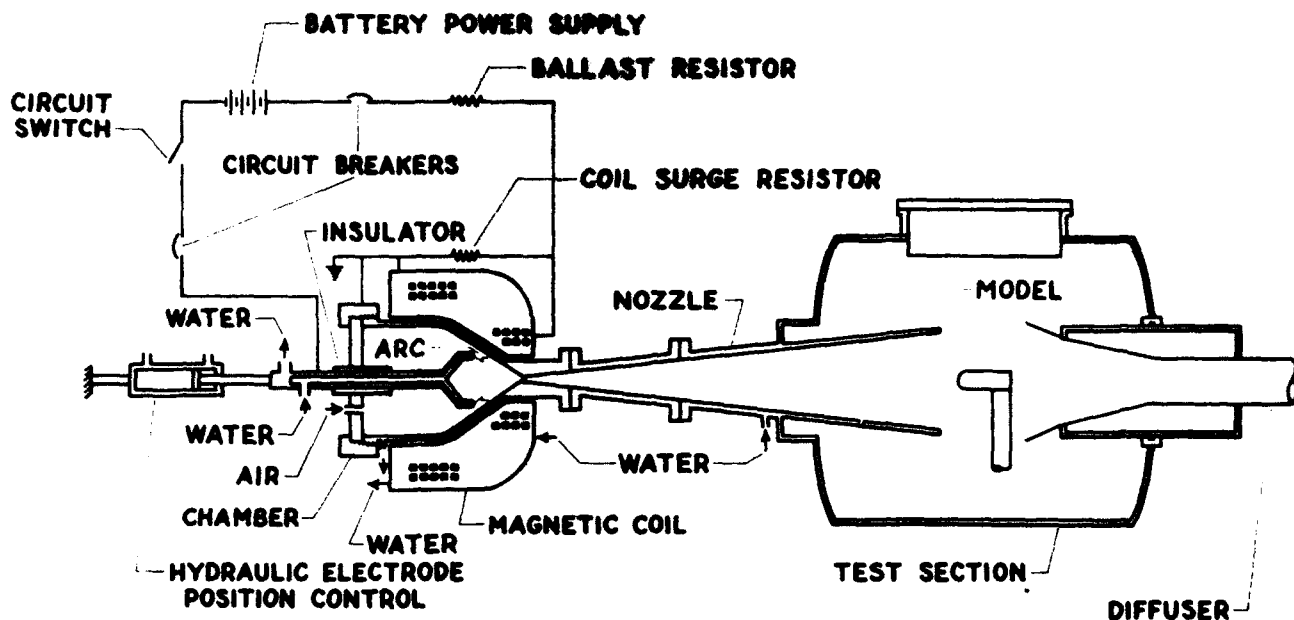 BATTERY POWER SUPPLY
BALLAST RESISTOR
CIRCUIT
SWITCH
CIRCUIT BREAKERS
COIL SURGE RESISTOR
INSULATOR
NOZZLE
MODEL
WATER
ARC
WATER
WATER
AIR
CHAMBER
MAGNETIC COIL
WATER
HYDRAULIC ELECTRODE
POSITION CONTROL
TEST SECTION
DIFFUSER